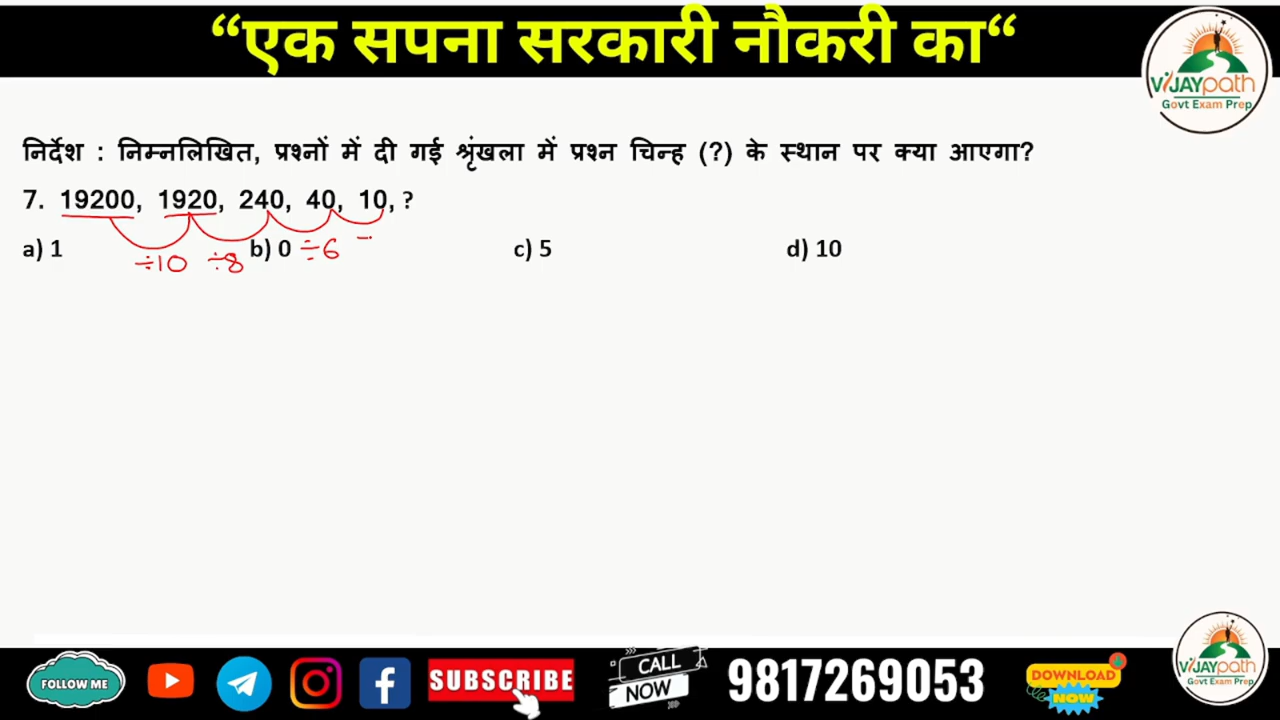 “एक सपना सरकारी नौकरी का“
VIJAYpath
Govt Exam Prep
निर्देश : निम्नलिखित, प्रश्नों में दी गई श्रृंखला में प्रश्न चिन्ह (?) के स्थान पर क्या आएगा?
7. 19200, 1920, 240, 40, 10, ?
a) 1 b) 0 c) 5 d) 10
÷10 ÷8 ÷6
VIJAYpath
Govt Exam Prep
FOLLOW ME SUBSCRIBE CALL NOW 9817269053 DOWNLOAD NOW